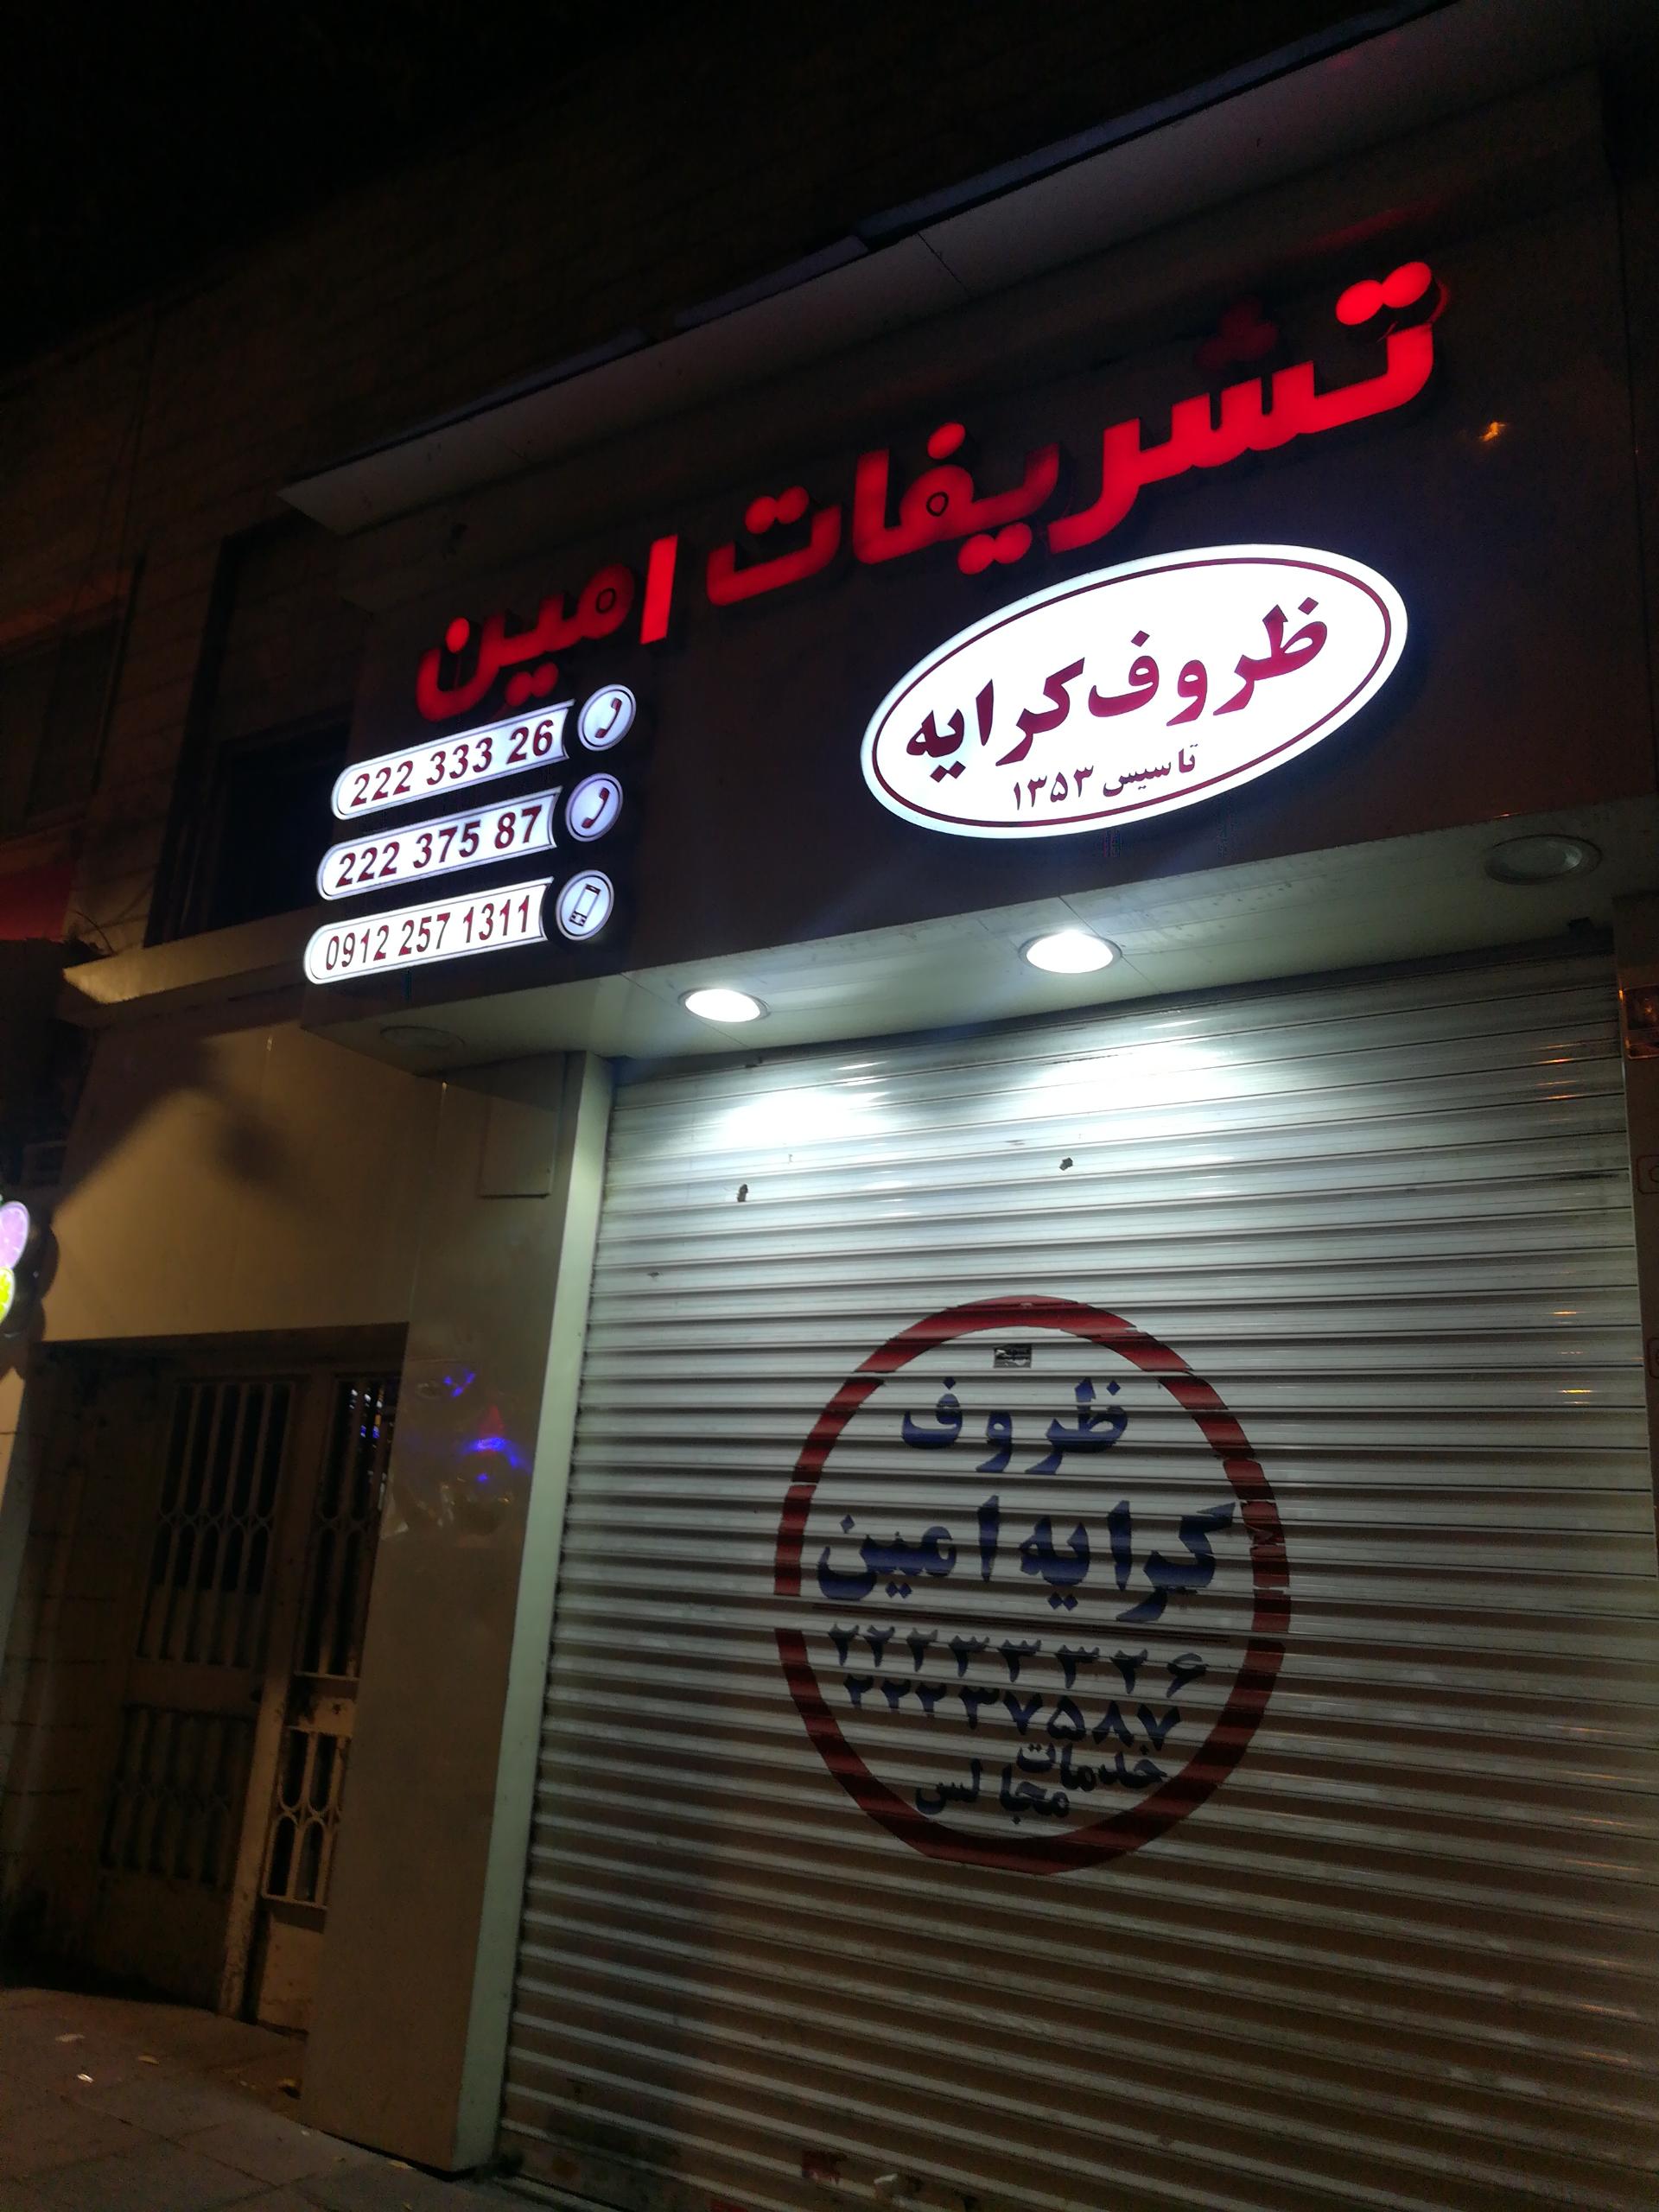 تشریفات امین
ظروف کرایه
تاسیس ۱۳۵۳
222 333 26
222 375 87
0912 257 1311
ظروف
کرایه امین
۲۲۲۳۳۳۲۶
۲۲۲۳۷۵۸۷
خدمات
مجالس